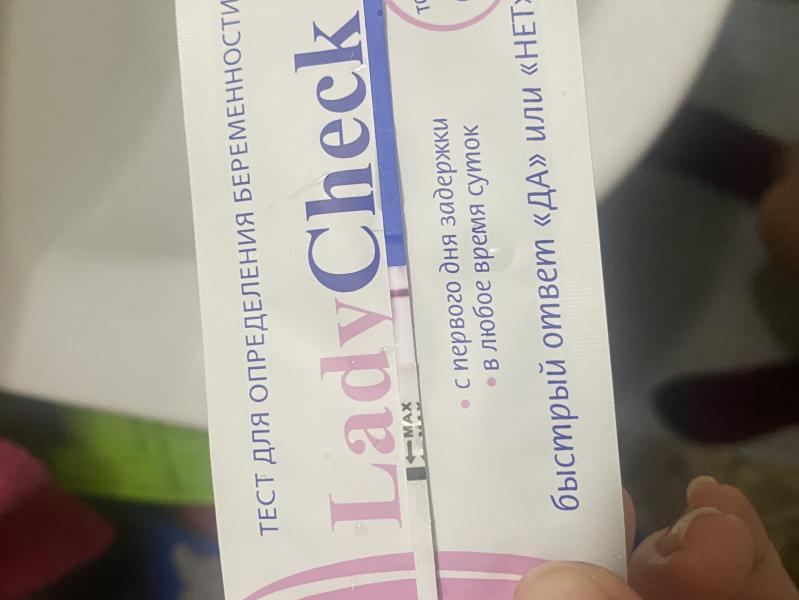 ТЕСТ ДЛЯ ОПРЕДЕЛЕНИЯ БЕРЕМЕННОСТИ
LadyCheck
MAX
• с первого дня задержки
• в любое время суток
быстрый ответ «ДА» или «НЕТ»